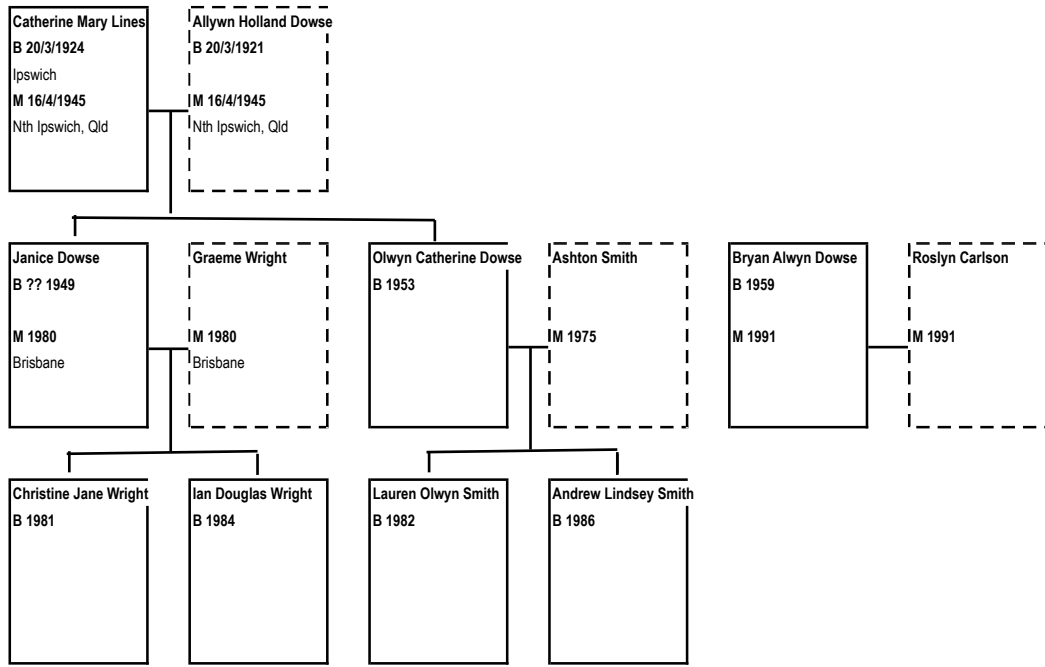 Catherine Mary Lines
B 20/3/1924
Ipswich
M 16/4/1945
Nth Ipswich, Qld
Allywn Holland Dowse
B 20/3/1921
M 16/4/1945
Nth Ipswich, Qld
Janice Dowse
B ?? 1949
M 1980
Brisbane
Graeme Wright
M 1980
Brisbane
Olwyn Catherine Dowse
B 1953
Ashton Smith
M 1975
Bryan Alwyn Dowse
B 1959
M 1991
Roslyn Carlson
M 1991
Christine Jane Wright
B 1981
Ian Douglas Wright
B 1984
Lauren Olwyn Smith
B 1982
Andrew Lindsey Smith
B 1986